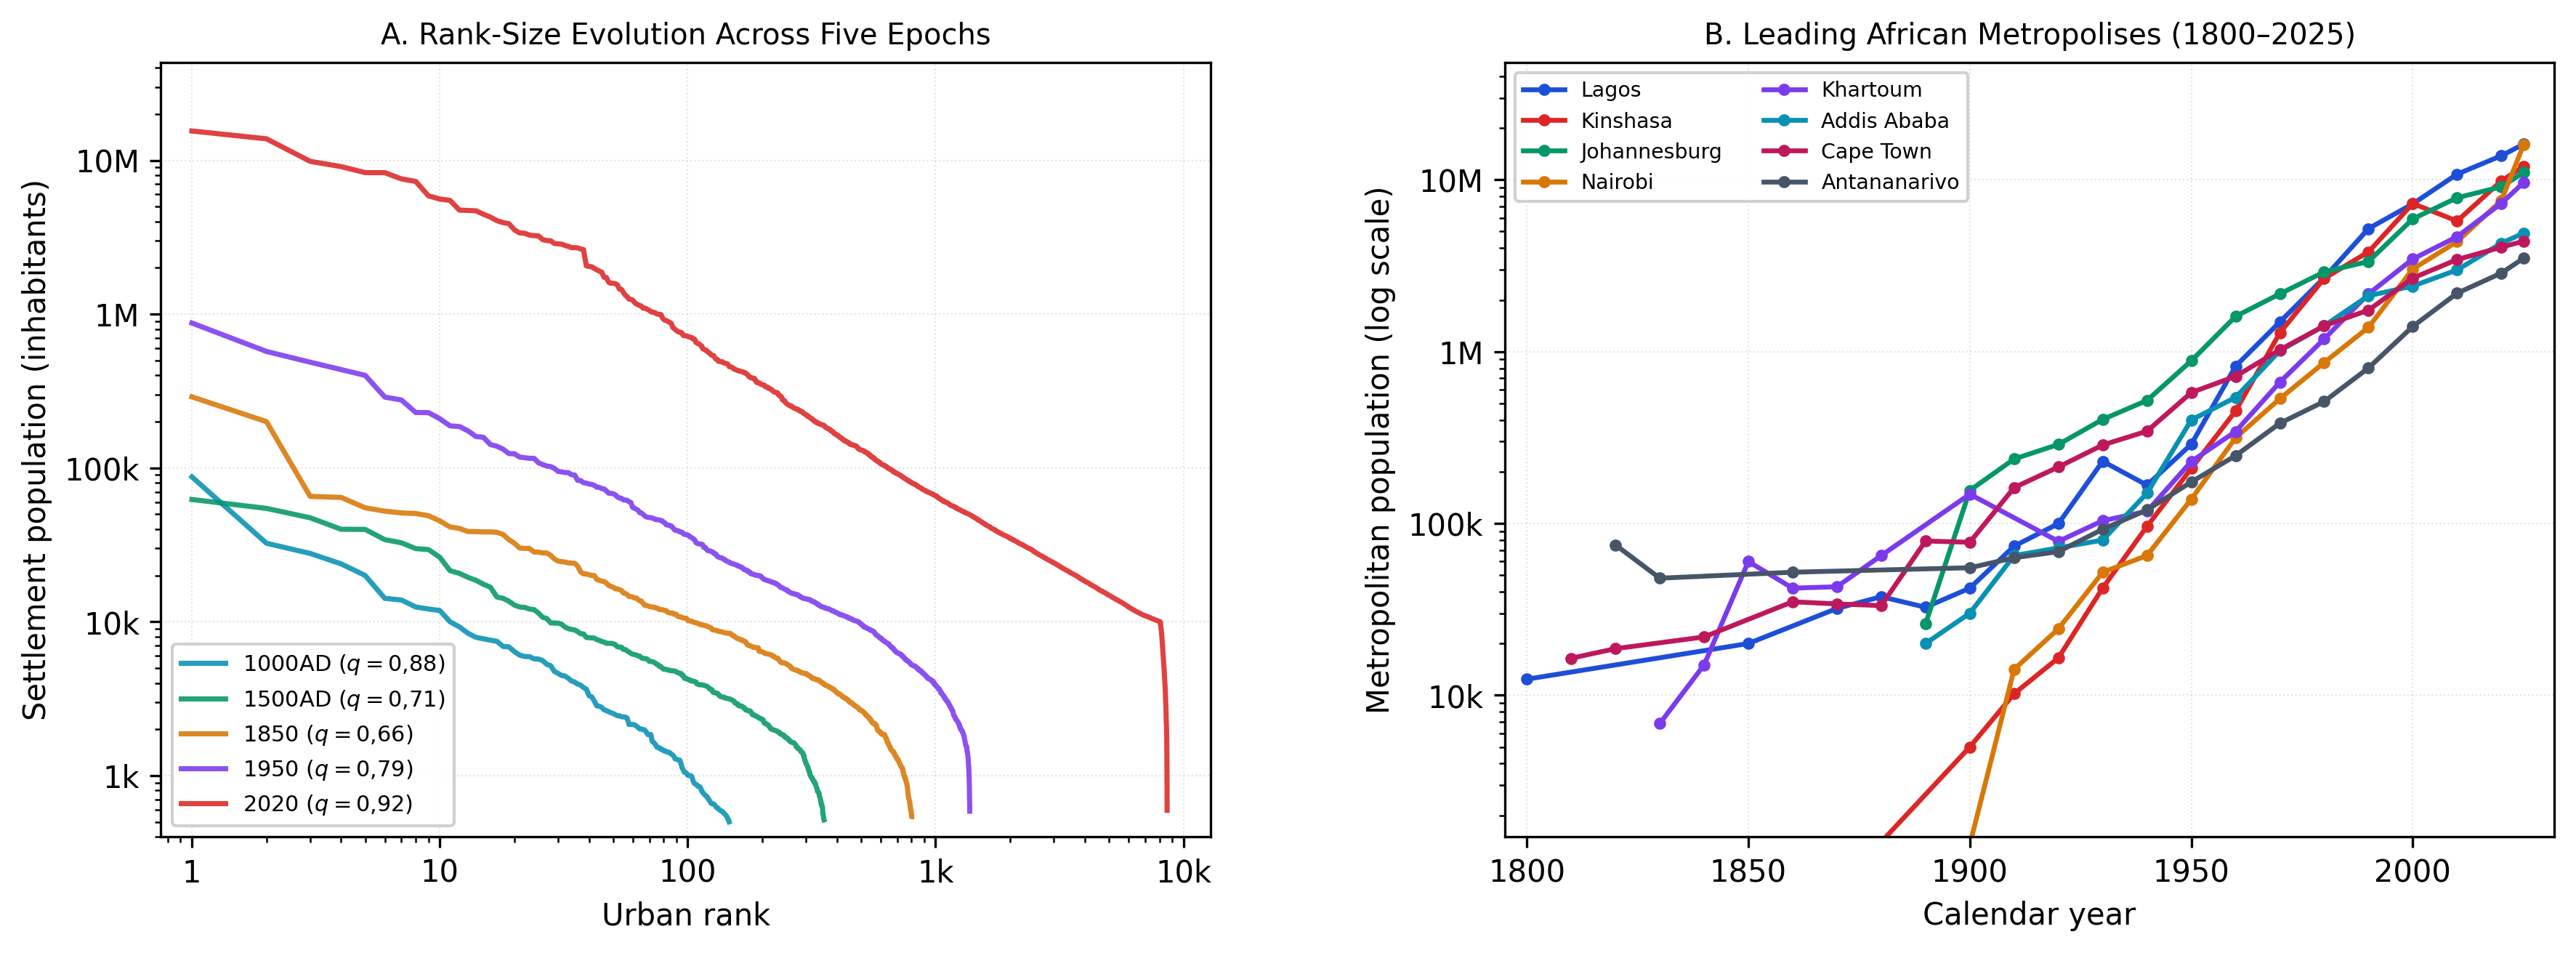 A. Rank-Size Evolution Across Five Epochs
Settlement population (inhabitants)
10M
1M
100k
10k
1k
1000AD (q = 0,88)
1500AD (q = 0,71)
1850 (q = 0,66)
1950 (q = 0,79)
2020 (q = 0,92)
1
10
100
1k
10k
Urban rank
B. Leading African Metropolises (1800–2025)
Metropolitan population (log scale)
10M
1M
100k
10k
Lagos
Kinshasa
Johannesburg
Nairobi
Khartoum
Addis Ababa
Cape Town
Antananarivo
1800
1850
1900
1950
2000
Calendar year